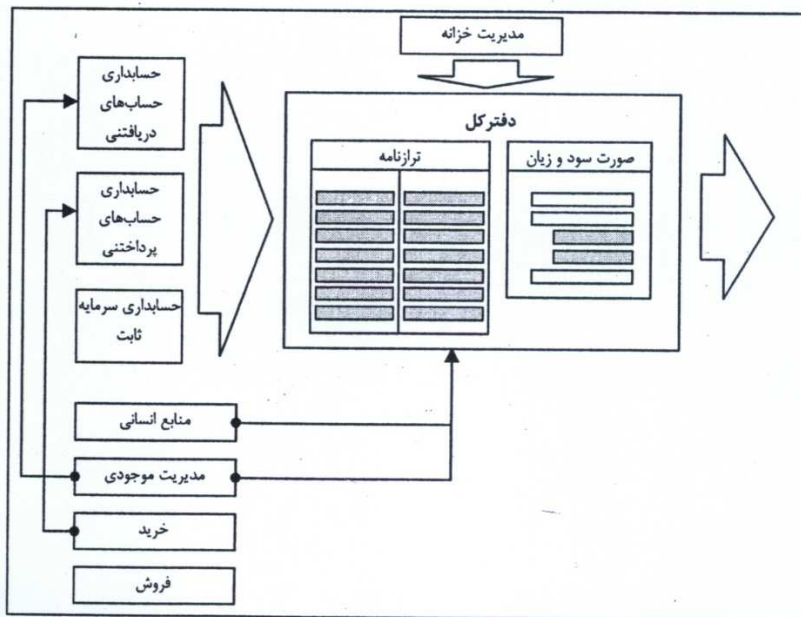 مدیریت خزانه
حسابداری
حساب‌های
دریافتنی
دفترکل
صورت سود و زیان
ترازنامه
حسابداری
حساب‌های
پرداختنی
حسابداری سرمایه
ثابت
منابع انسانی
مدیریت موجودی
خرید
فروش